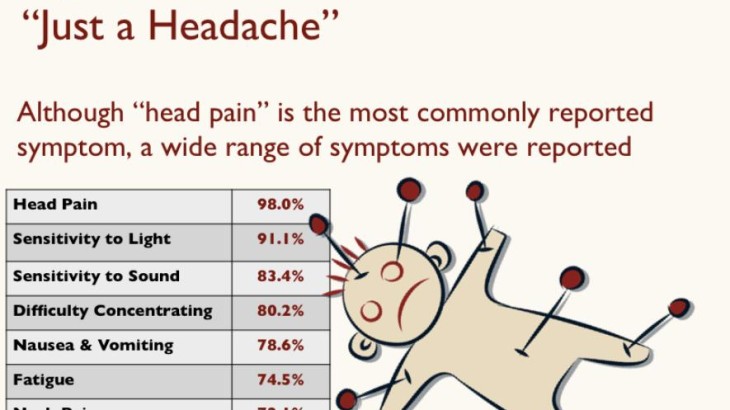 “Just a Headache”
Although “head pain” is the most commonly reported
symptom, a wide range of symptoms were reported
Head Pain 98.0%
Sensitivity to Light 91.1%
Sensitivity to Sound 83.4%
Difficulty Concentrating 80.2%
Nausea & Vomiting 78.6%
Fatigue 74.5%